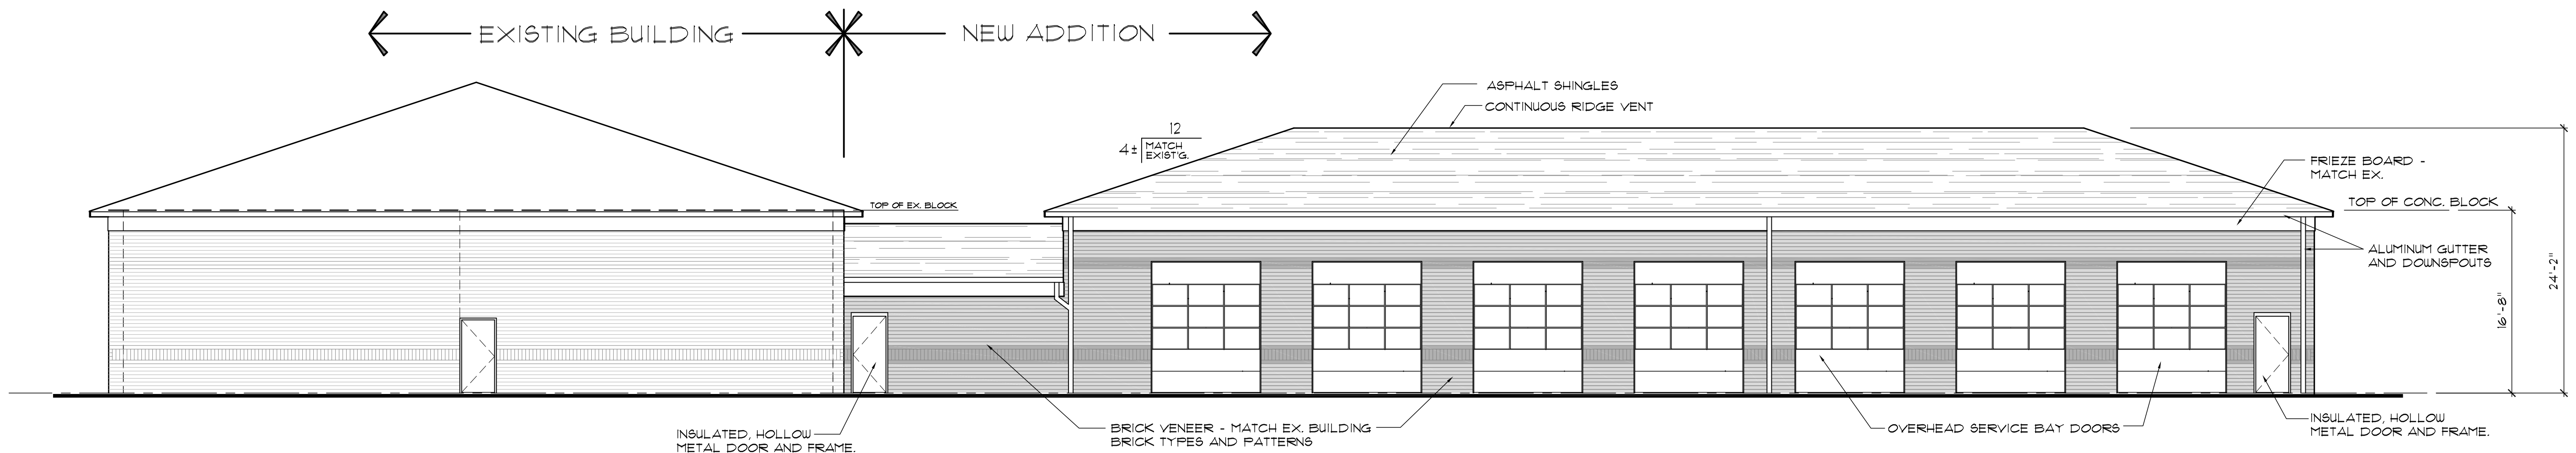 EXISTING BUILDING
NEW ADDITION
ASPHALT SHINGLES
CONTINUOUS RIDGE VENT
12
4±
MATCH
EXIST'G.
FRIEZE BOARD -
MATCH EX.
TOP OF EX. BLOCK
TOP OF CONC. BLOCK
ALUMINUM GUTTER
AND DOWNSPOUTS
24'-2"
16'-8"
INSULATED, HOLLOW
METAL DOOR AND FRAME.
BRICK VENEER - MATCH EX. BUILDING
BRICK TYPES AND PATTERNS
OVERHEAD SERVICE BAY DOORS
INSULATED, HOLLOW
METAL DOOR AND FRAME.